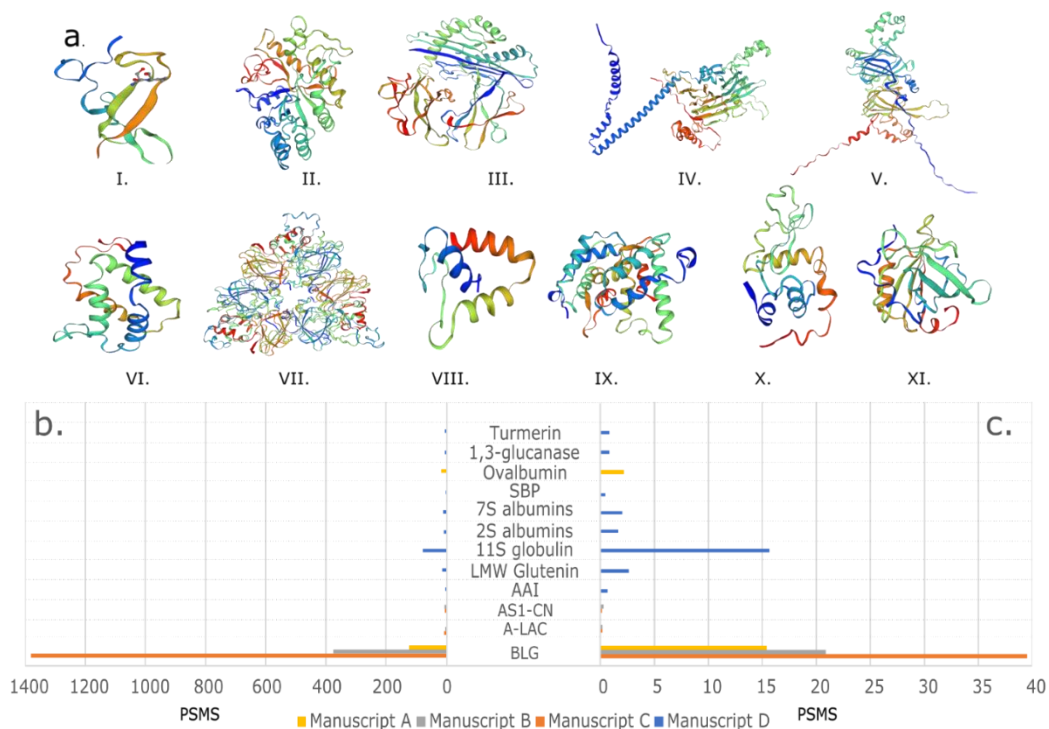 a.
I.
II.
III.
IV.
V.
VI.
VII.
VIII.
IX.
X.
XI.
b.
c.
Turmerin
1,3-glucanase
Ovalbumin
SBP
7S albumins
2S albumins
11S globulin
LMW Glutenin
AAI
AS1-CN
A-LAC
BLG
1400 1200 1000 800 600 400 200 0
0 5 10 15 20 25 30 35 40
PSMS
PSMS
Manuscript A Manuscript B Manuscript C Manuscript D